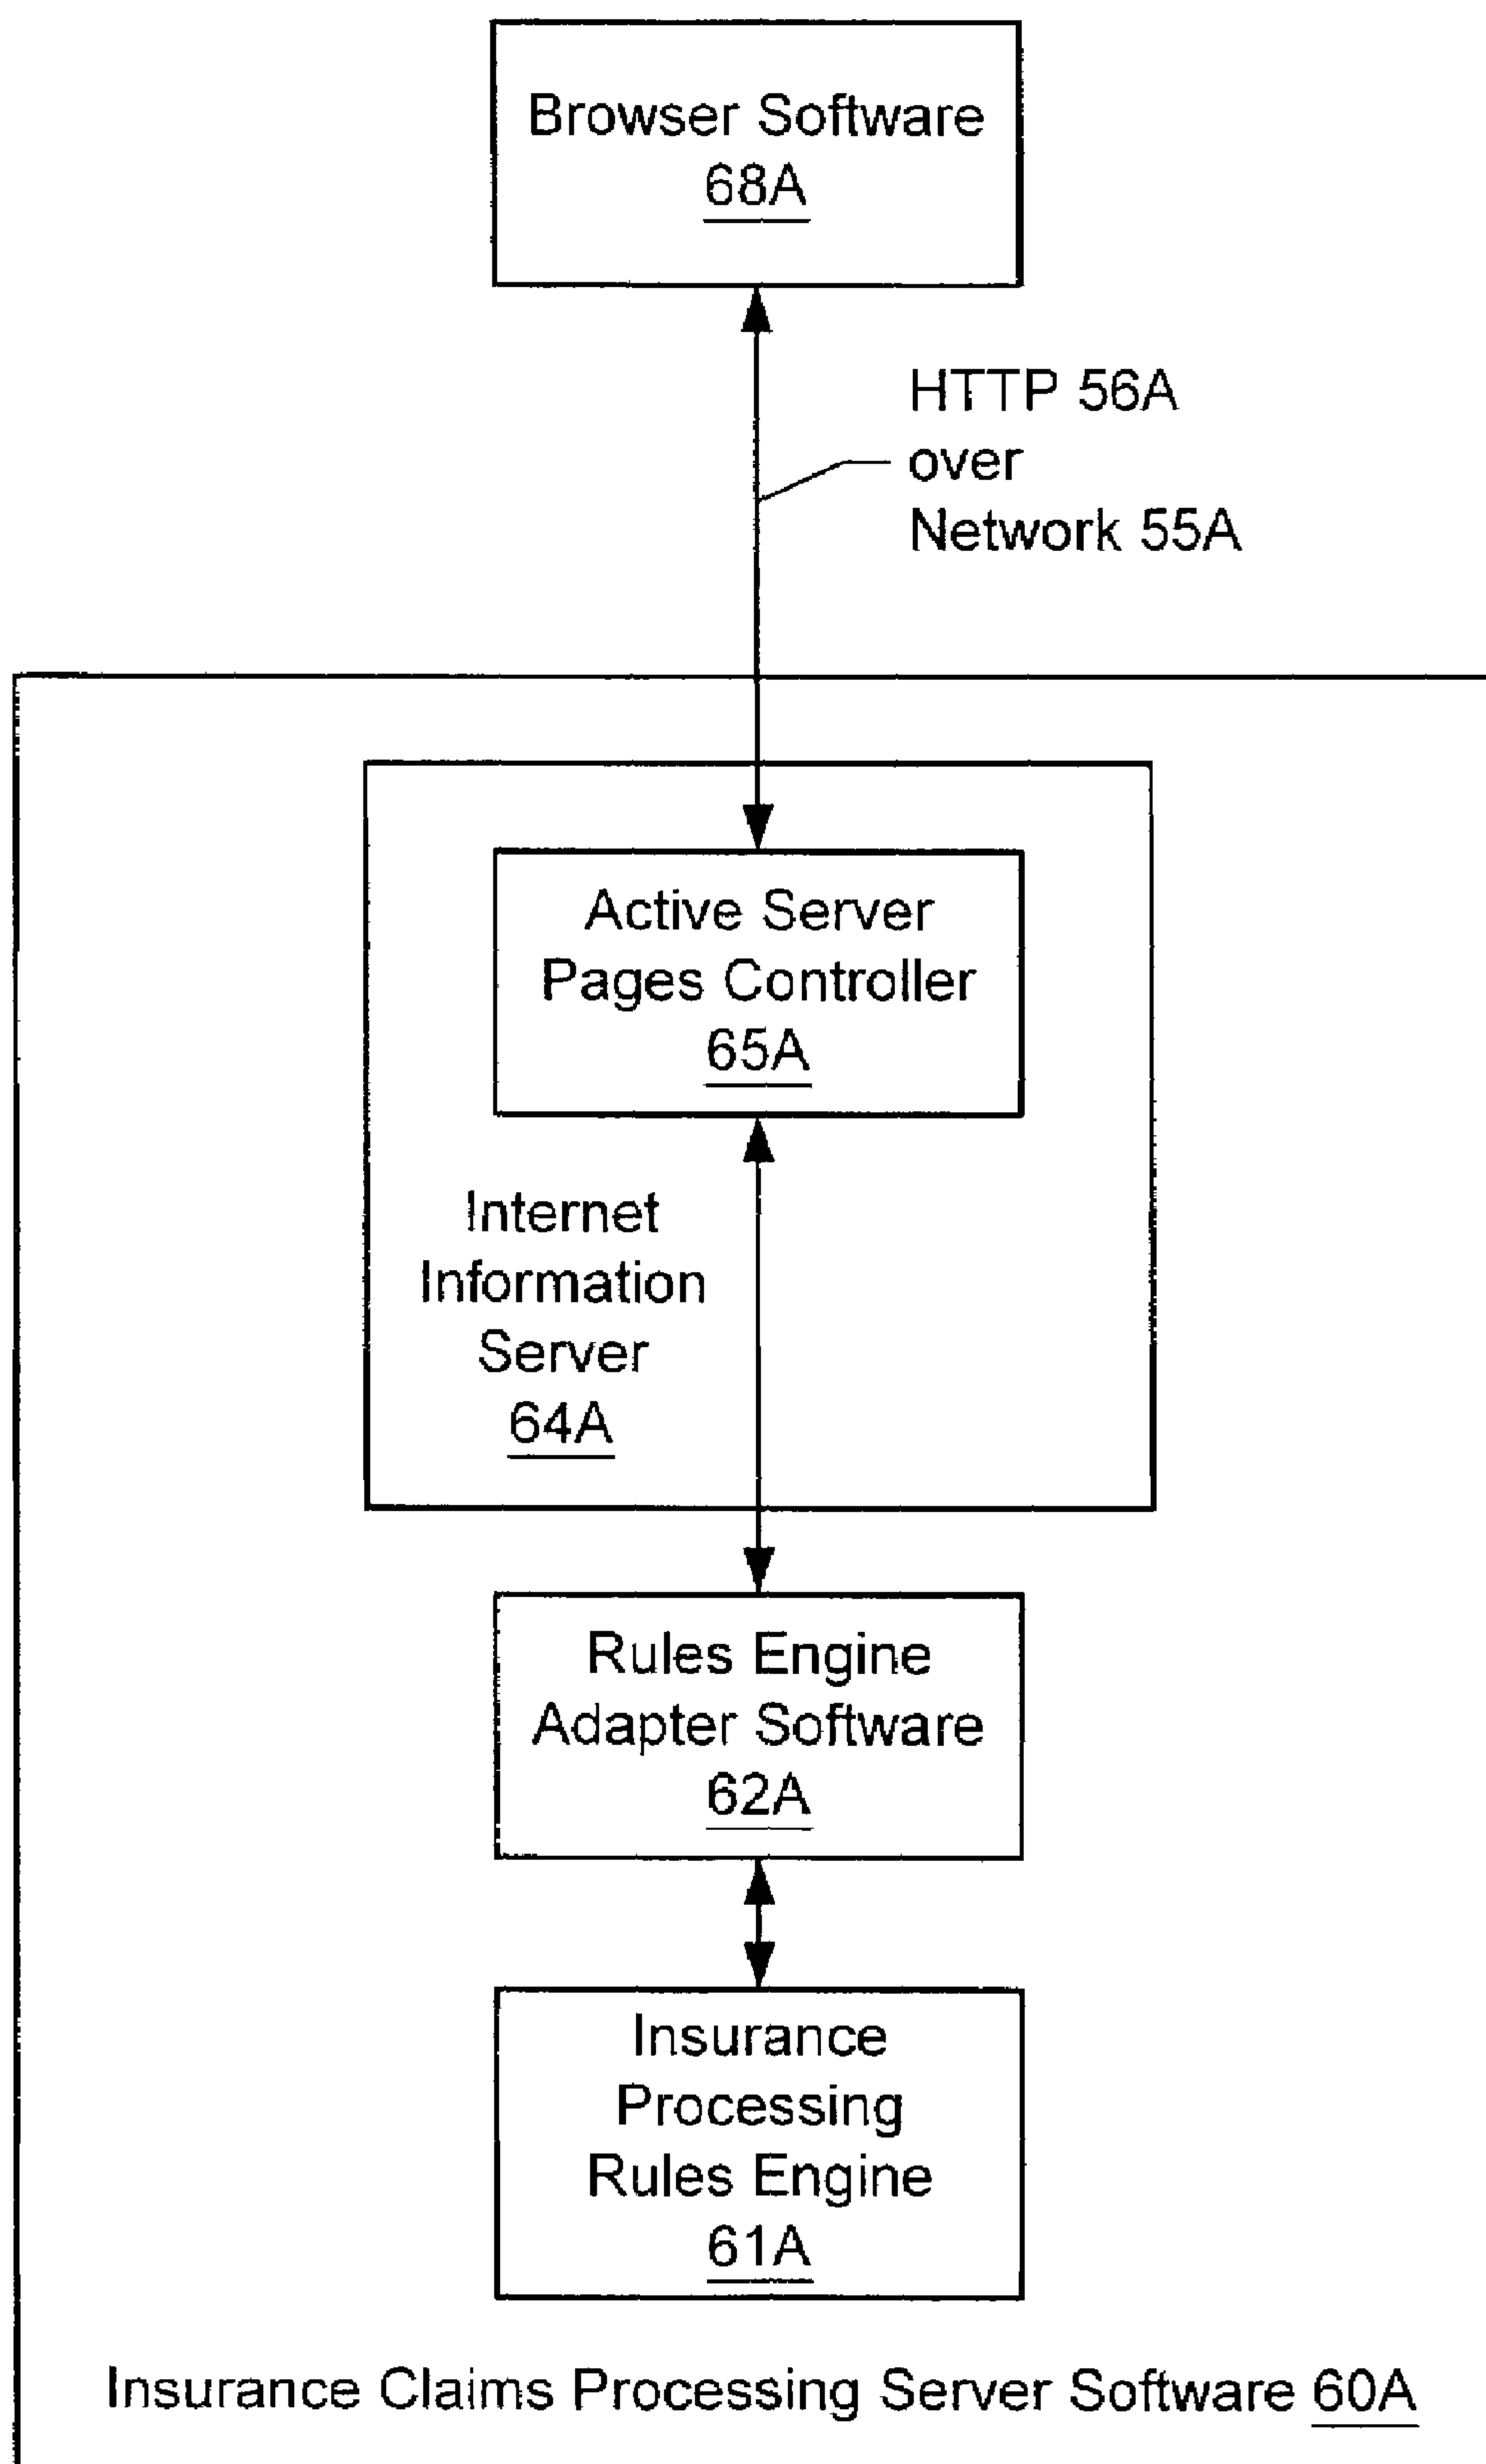 Browser Software
68A
HTTP 56A
over
Network 55A
Active Server
Pages Controller
65A
Internet
Information
Server
64A
Rules Engine
Adapter Software
62A
Insurance
Processing
Rules Engine
61A
Insurance Claims Processing Server Software 60A